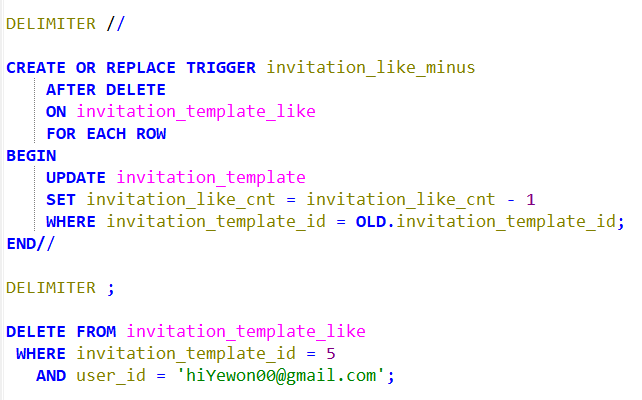 DELIMITER //
CREATE OR REPLACE TRIGGER invitation_like_minus
AFTER DELETE
ON invitation_template_like
FOR EACH ROW
BEGIN
UPDATE invitation_template
SET invitation_like_cnt = invitation_like_cnt - 1
WHERE invitation_template_id = OLD.invitation_template_id;
END//
DELIMITER ;
DELETE FROM invitation_template_like
WHERE invitation_template_id = 5
AND user_id = 'hiYewon00@gmail.com';